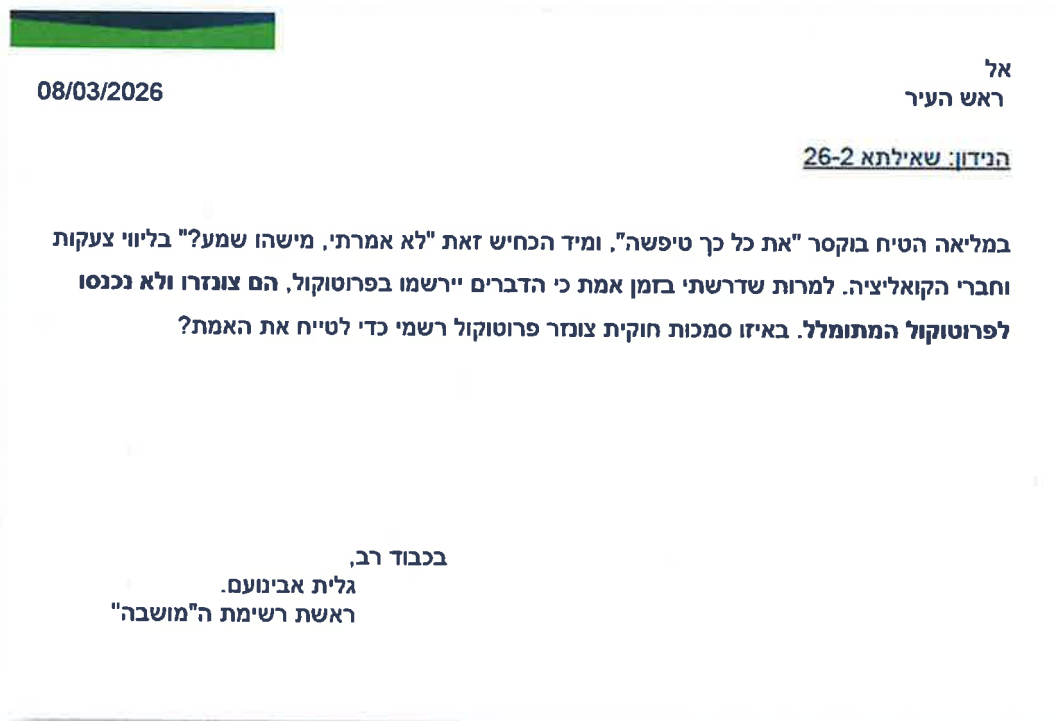 אל
ראש העיר
08/03/2026
הנידון: שאילתא 26-2
במליאה הטיח בוקסר "את כל כך טיפשה", ומיד הכחיש זאת "לא אמרתי, מישהו שמע?" בליווי צעקות
וחברי הקואליציה. למרות שדרשתי בזמן אמת כי הדברים יירשמו בפרוטוקול, הם צונזרו ולא נכנסו
לפרוטוקול המתומלל. באיזו סמכות חוקית צונזר פרוטוקול רשמי כדי לטייח את האמת?
בכבוד רב,
גלית אבינועם.
ראשת רשימת ה"מושבה"